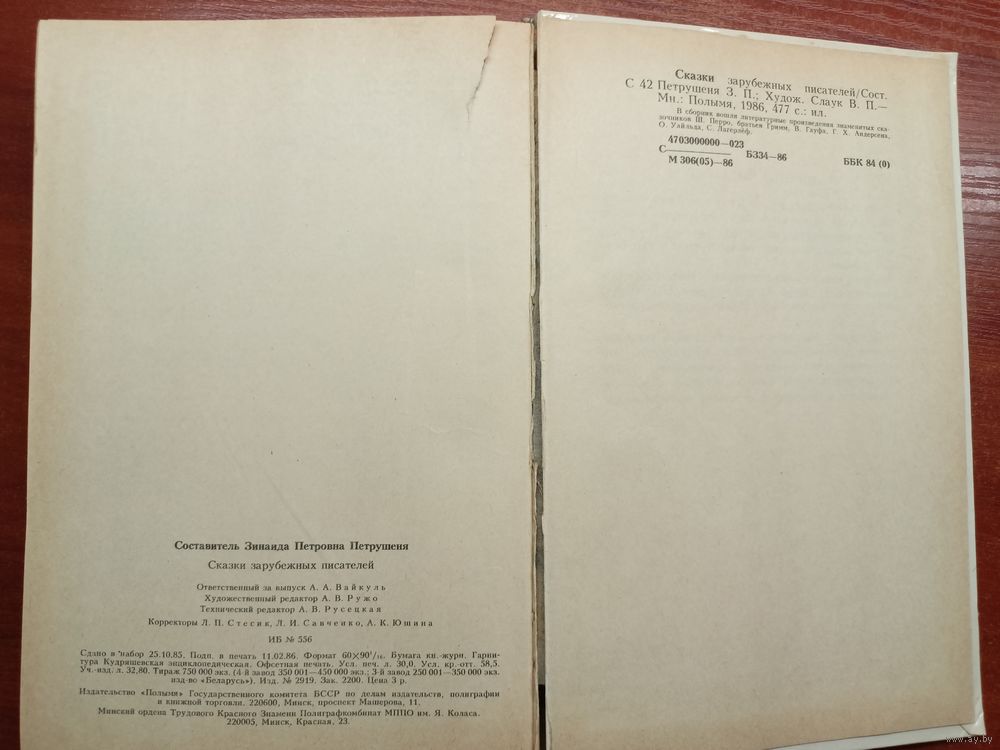 Составитель Зинаида Петровна Петрушеня
Сказки зарубежных писателей
Ответственный за выпуск А. А. Вайкуль
Художественный редактор А. В. Ружо
Технический редактор А. В. Русецкая
Корректоры Л. П. Стесик, Л. И. Савченко, А. К. Юшина
ИБ № 556
Сдано в набор 25.10.85. Подп. в печать 11.02.86. Формат 60×90¹/₁₆. Бумага кн.-журн. Гарни-
тура Кудряшевская энциклопедическая. Офсетная печать. Усл. печ. л. 30,0. Усл. кр.-отт. 58,5.
Уч.-изд. л. 32,80. Тираж 750 000 экз. (4-й завод 350 001—450 000 экз.; 3-й завод 250 001—350 000 экз.
изд-во «Беларусь»). Изд. № 2919. Зак. 2200. Цена 3 р.
Издательство «Полымя» Государственного комитета БССР по делам издательств, полиграфии
и книжной торговли. 220600, Минск, проспект Машерова, 11.
Минский ордена Трудового Красного Знамени Полиграфкомбинат МППО им. Я. Коласа.
220005, Минск, Красная, 23.
Сказки зарубежных писателей/Сост.
С 42 Петрушеня З. П.; Худож. Слаук В. П.—
Мн.: Полымя, 1986, 477 с.: ил.
В сборник вошли литературные произведения знаменитых ска-
зочников Ш. Перро, братьев Гримм, В. Гауфа, Г. Х. Андерсена,
О. Уайльда, С. Лагерлёф.
4703000000—023
С Б334—86 ББК 84 (0)
М 306(05)—86
www.ay.by